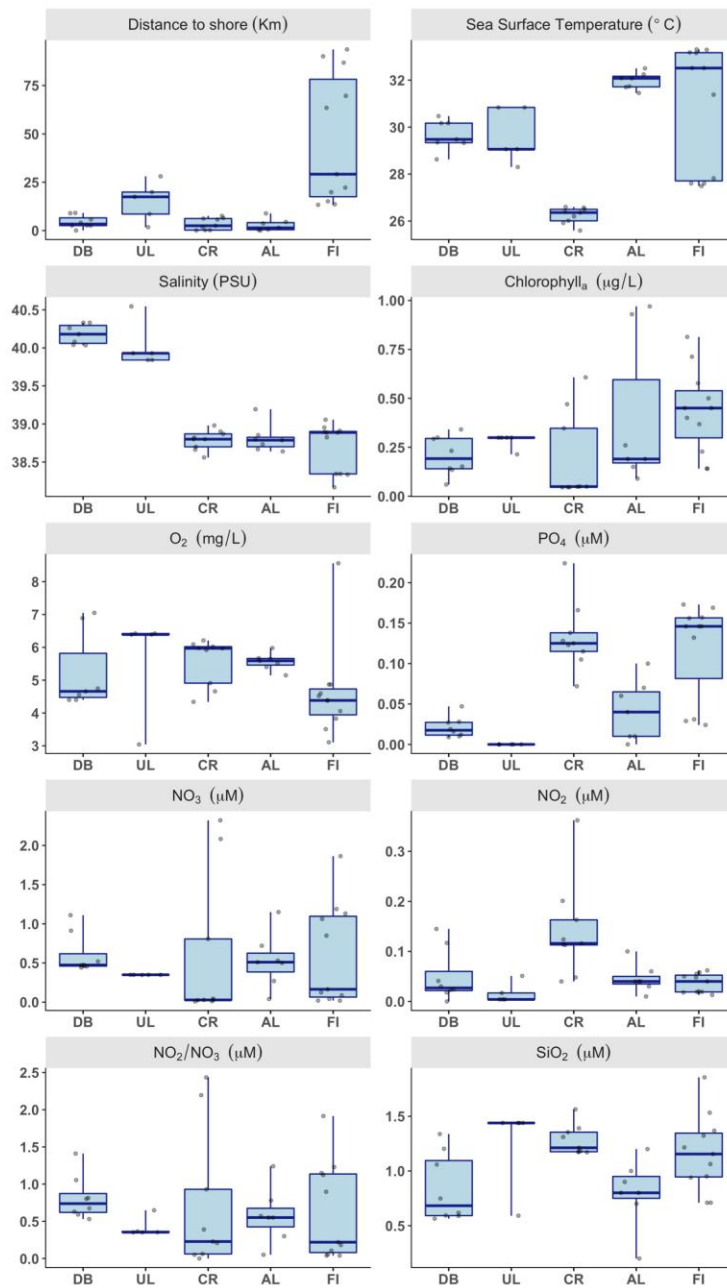 Distance to shore (Km)
75
50
25
0
DB UL CR AL FI
Sea Surface Temperature (° C)
32
30
28
26
DB UL CR AL FI
Salinity (PSU)
40.5
40.0
39.5
39.0
38.5
DB UL CR AL FI
Chlorophyllₐ (μg/L)
1.00
0.75
0.50
0.25
0.00
DB UL CR AL FI
O₂ (mg/L)
8
7
6
5
4
3
DB UL CR AL FI
PO₄ (μM)
0.20
0.15
0.10
0.05
0.00
DB UL CR AL FI
NO₃ (μM)
2.0
1.5
1.0
0.5
0.0
DB UL CR AL FI
NO₂ (μM)
0.3
0.2
0.1
0.0
DB UL CR AL FI
NO₂/NO₃ (μM)
2.5
2.0
1.5
1.0
0.5
0.0
DB UL CR AL FI
SiO₂ (μM)
1.5
1.0
0.5
DB UL CR AL FI